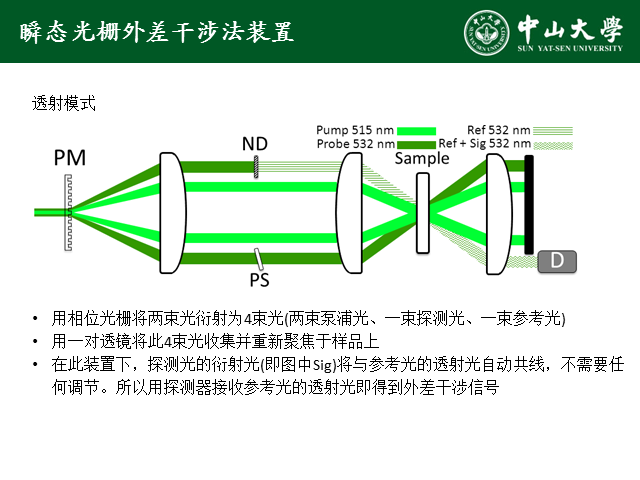 瞬态光栅外差干涉法装置
中山大学
SUN YAT-SEN UNIVERSITY
透射模式
Pump 515 nm
Ref 532 nm
Probe 532 nm
Ref + Sig 532 nm
ND
Sample
PM
PS
D
• 用相位光栅将两束光衍射为4束光(两束泵浦光、一束探测光、一束参考光)
• 用一对透镜将此4束光收集并重新聚焦于样品上
• 在此装置下，探测光的衍射光(即图中Sig)将与参考光的透射光自动共线，不需要任
何调节。所以用探测器接收参考光的透射光即得到外差干涉信号